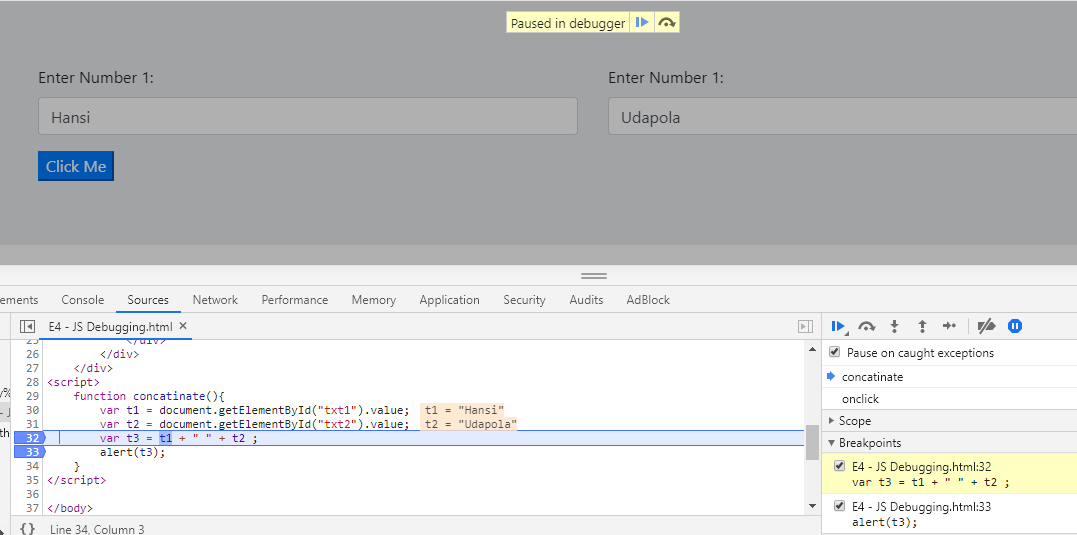 Paused in debugger
Enter Number 1: Enter Number 1:
Hansi Udapola
Click Me
ements Console Sources Network Performance Memory Application Security Audits AdBlock
E4 - JS Debugging.html ×
Pause on caught exceptions
concatinate
onclick
Scope
Breakpoints
E4 - JS Debugging.html:32
var t3 = t1 + " " + t2 ;
E4 - JS Debugging.html:33
alert(t3);
25 </div>
26 </div>
27 </div>
28 <script>
29 function concatinate(){
30 var t1 = document.getElementById("txt1").value; t1 = "Hansi"
31 var t2 = document.getElementById("txt2").value; t2 = "Udapola"
32 var t3 = t1 + " " + t2 ;
33 alert(t3);
34 }
35 </script>
36
37 </body>
{} Line 34, Column 3